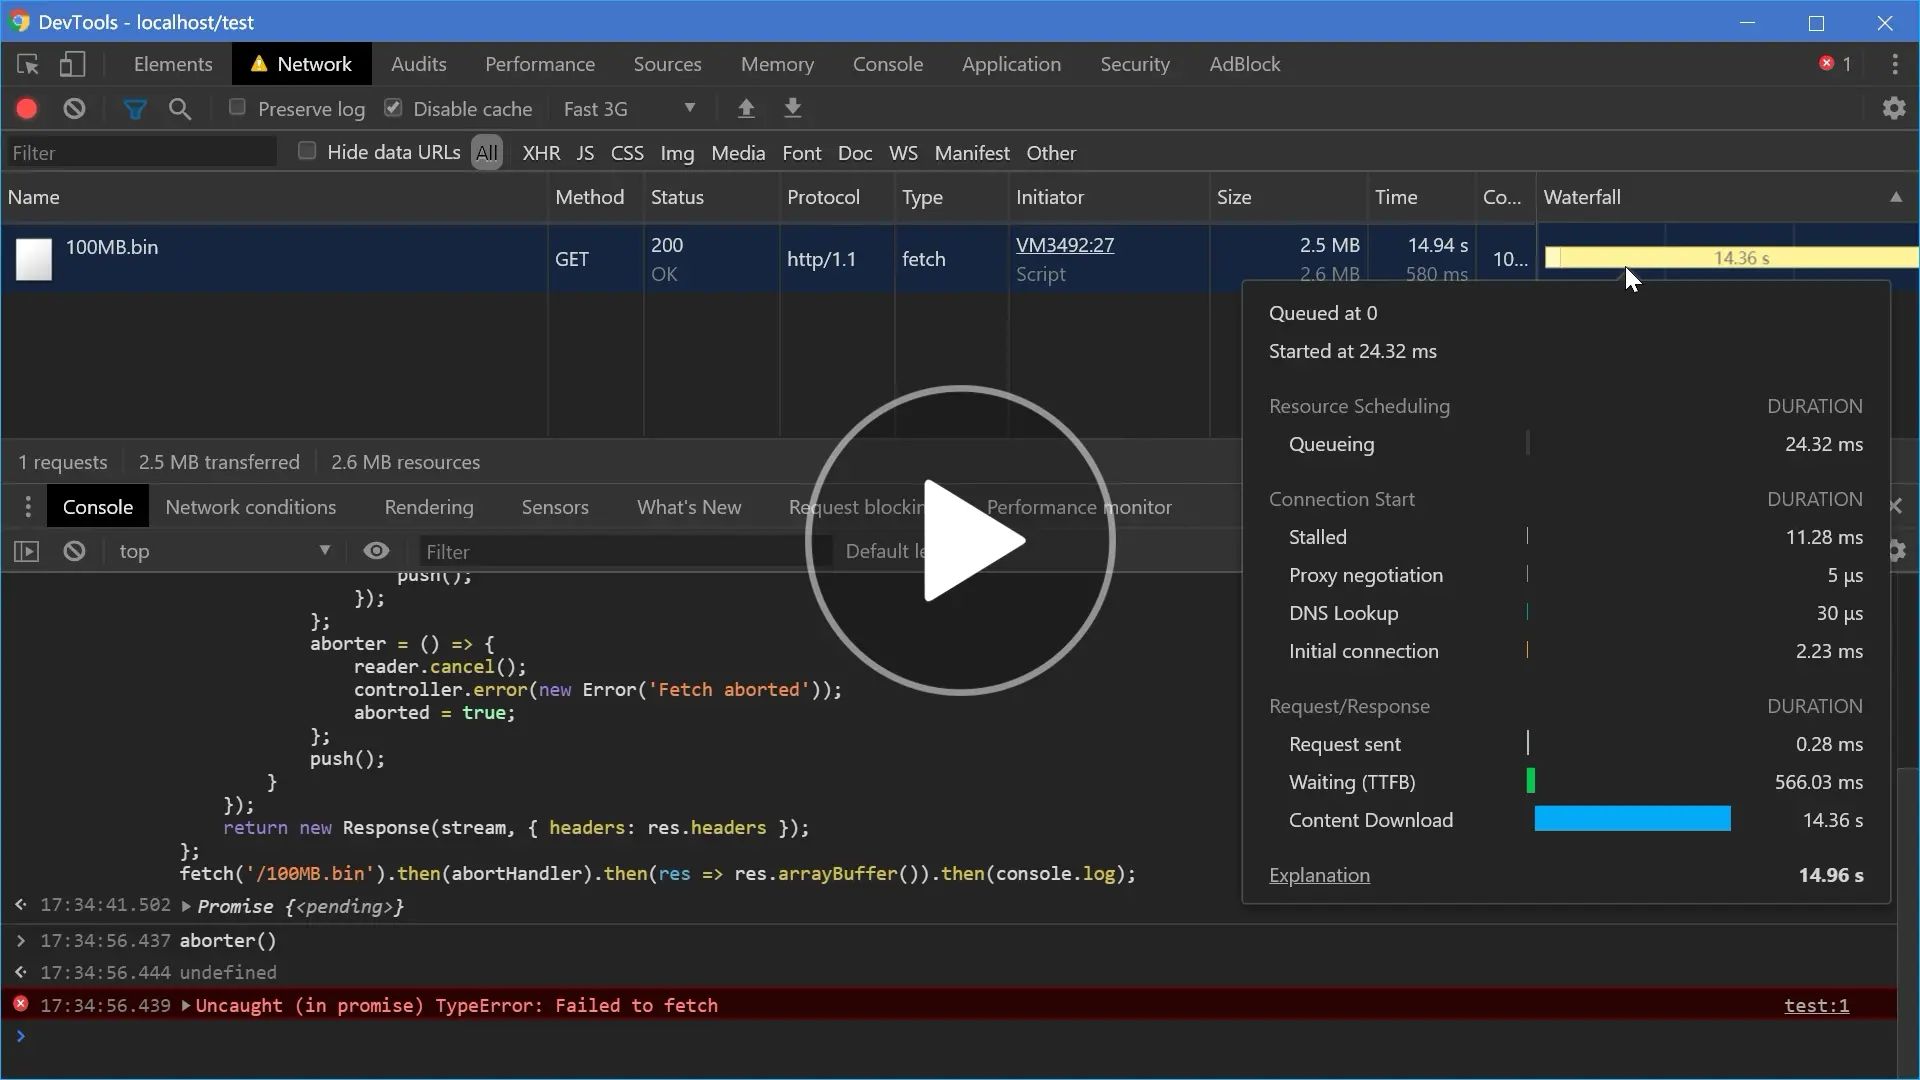 DevTools - localhost/test
Elements Network Audits Performance Sources Memory Console Application Security AdBlock 1
Preserve log Disable cache Fast 3G
Filter Hide data URLs All XHR JS CSS Img Media Font Doc WS Manifest Other
Name Method Status Protocol Type Initiator Size Time Co... Waterfall
100MB.bin GET 200 http/1.1 fetch VM3492:27 2.5 MB 14.94 s 10... 14.36 s
OK Script 2.6 MB 580 ms
Queued at 0
Started at 24.32 ms
Resource Scheduling DURATION
Queueing 24.32 ms
Connection Start DURATION
Stalled 11.28 ms
Proxy negotiation 5 μs
DNS Lookup 30 μs
Initial connection 2.23 ms
Request/Response DURATION
Request sent 0.28 ms
Waiting (TTFB) 566.03 ms
Content Download 14.36 s
Explanation 14.96 s
1 requests 2.5 MB transferred 2.6 MB resources
Console Network conditions Rendering Sensors What's New Request blockin Performance monitor
top Filter Default le
push();
});
};
aborter = () => {
reader.cancel();
controller.error(new Error('Fetch aborted'));
aborted = true;
};
push();
}
});
return new Response(stream, { headers: res.headers });
};
fetch('/100MB.bin').then(abortHandler).then(res => res.arrayBuffer()).then(console.log);
17:34:41.502 Promise {<pending>}
17:34:56.437 aborter()
17:34:56.444 undefined
17:34:56.439 Uncaught (in promise) TypeError: Failed to fetch test:1